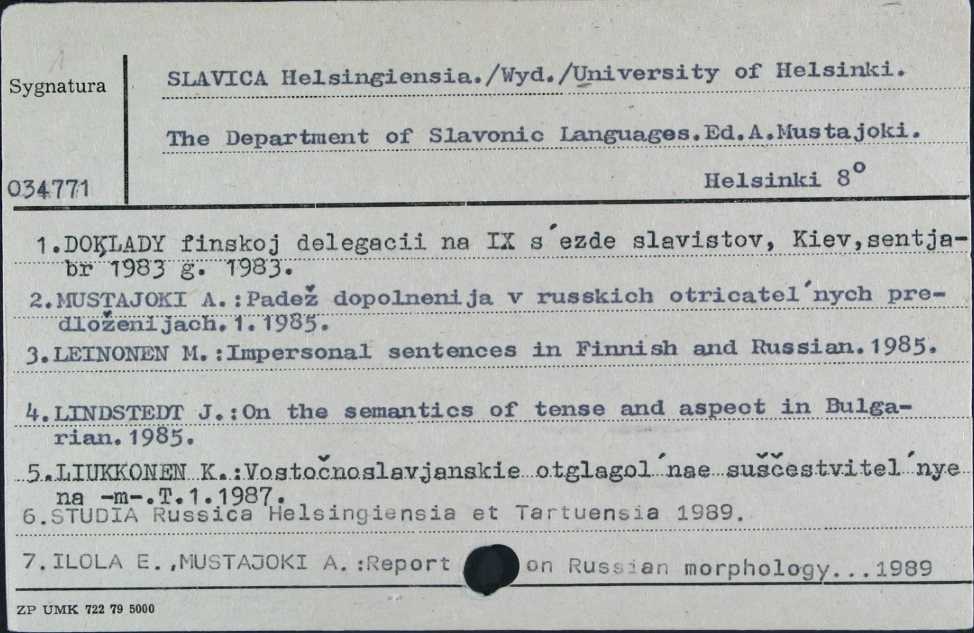 Sygnatura
SLAVICA Helsingiensia./Wyd./University of Helsinki.
The Department of Slavonic Languages.Ed.A.Mustajoki.
034771
Helsinki 8°
1.DOKLADY finskoj delegacii na IX s´ezde slavistov, Kiev,sentja-
br 1983 g. 1983.
2.MUSTAJOKI A.:Padež dopolnenija v russkich otricatel´nych pre-
dloženijach.1.1985.
3.LEINONEN M.:Impersonal sentences in Finnish and Russian.1985.
4.LINDSTEDT J.:On the semantics of tense and aspect in Bulga-
rian.1985.
5.LIUKKONEN K.:Vostočnoslavjanskie otglagol´nae suščestvitel´nye
na -m-.T.1.1987.
6.STUDIA Russica Helsingiensia et Tartuensia 1989.
7.ILOLA E.,MUSTAJOKI A.:Report on Russian morphology...1989
ZP UMK 722 79 5000